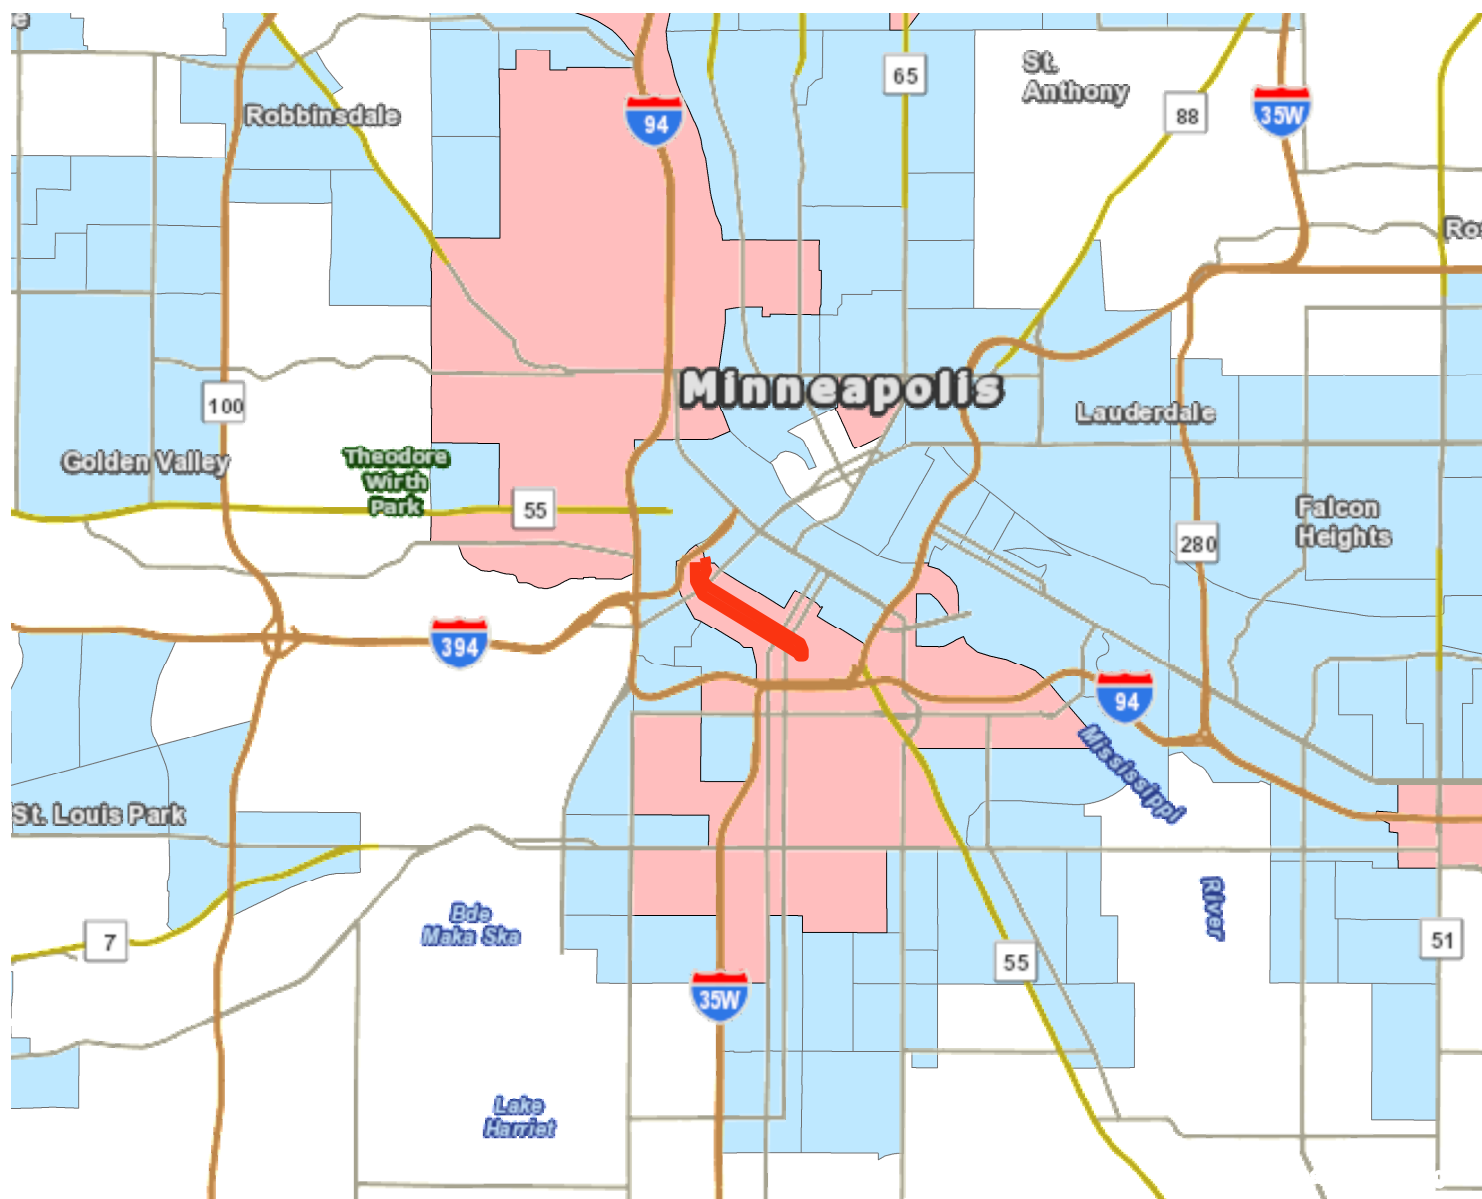 e
65
St.
Anthony
88
35W
Robbinsdale
94
Ros
Minneapolis
100
Lauderdale
Golden Valley
Theodore
Wirth
Park
55
Falcon
Heights
280
394
94
Mississippi
St. Louis Park
River
Bde
Maka Ska
7
51
55
35W
Lake
Harriet